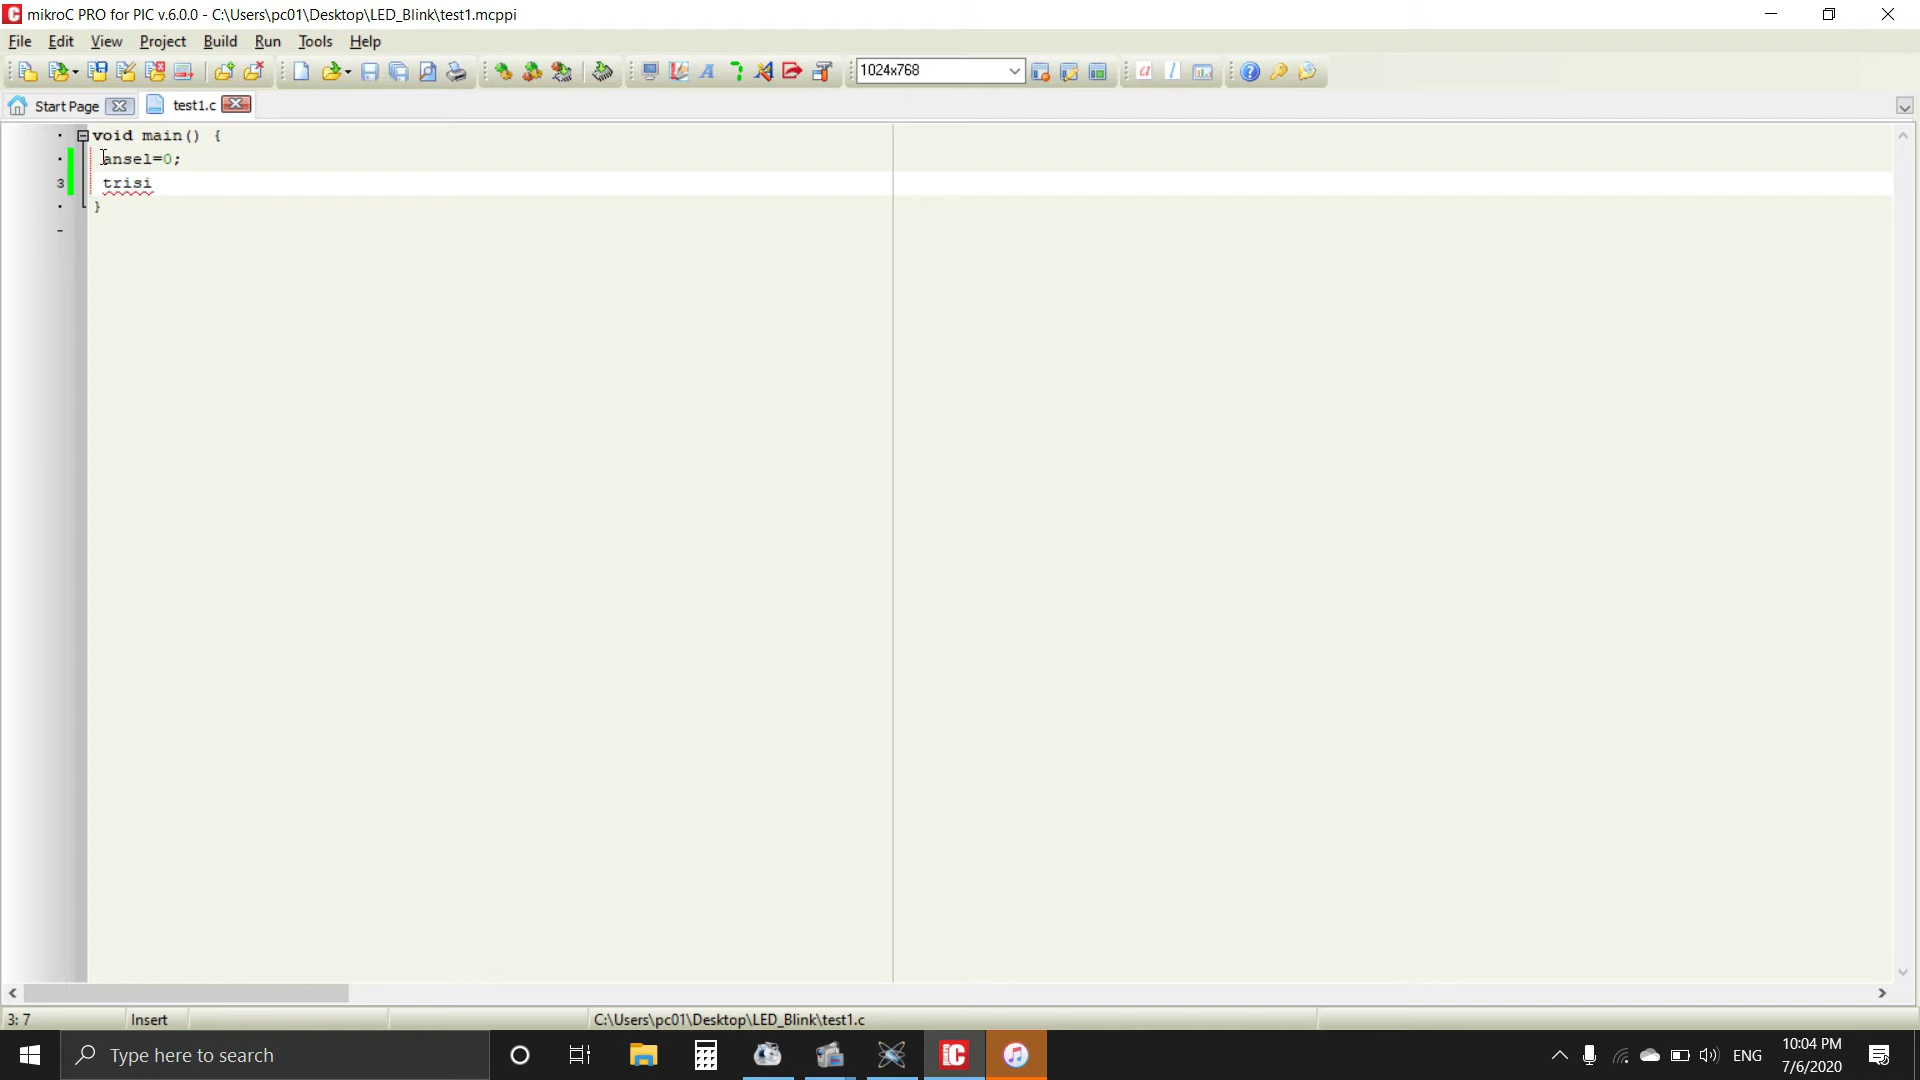 mikroC PRO for PIC v.6.0.0 - C:\Users\pc01\Desktop\LED_Blink\test1.mcppi
File Edit View Project Build Run Tools Help
1024x768
Start Page test1.c
void main() {
ansel=0;
3 trisi
}
3: 7 Insert C:\Users\pc01\Desktop\LED_Blink\test1.c
Type here to search
ENG
10:04 PM
7/6/2020